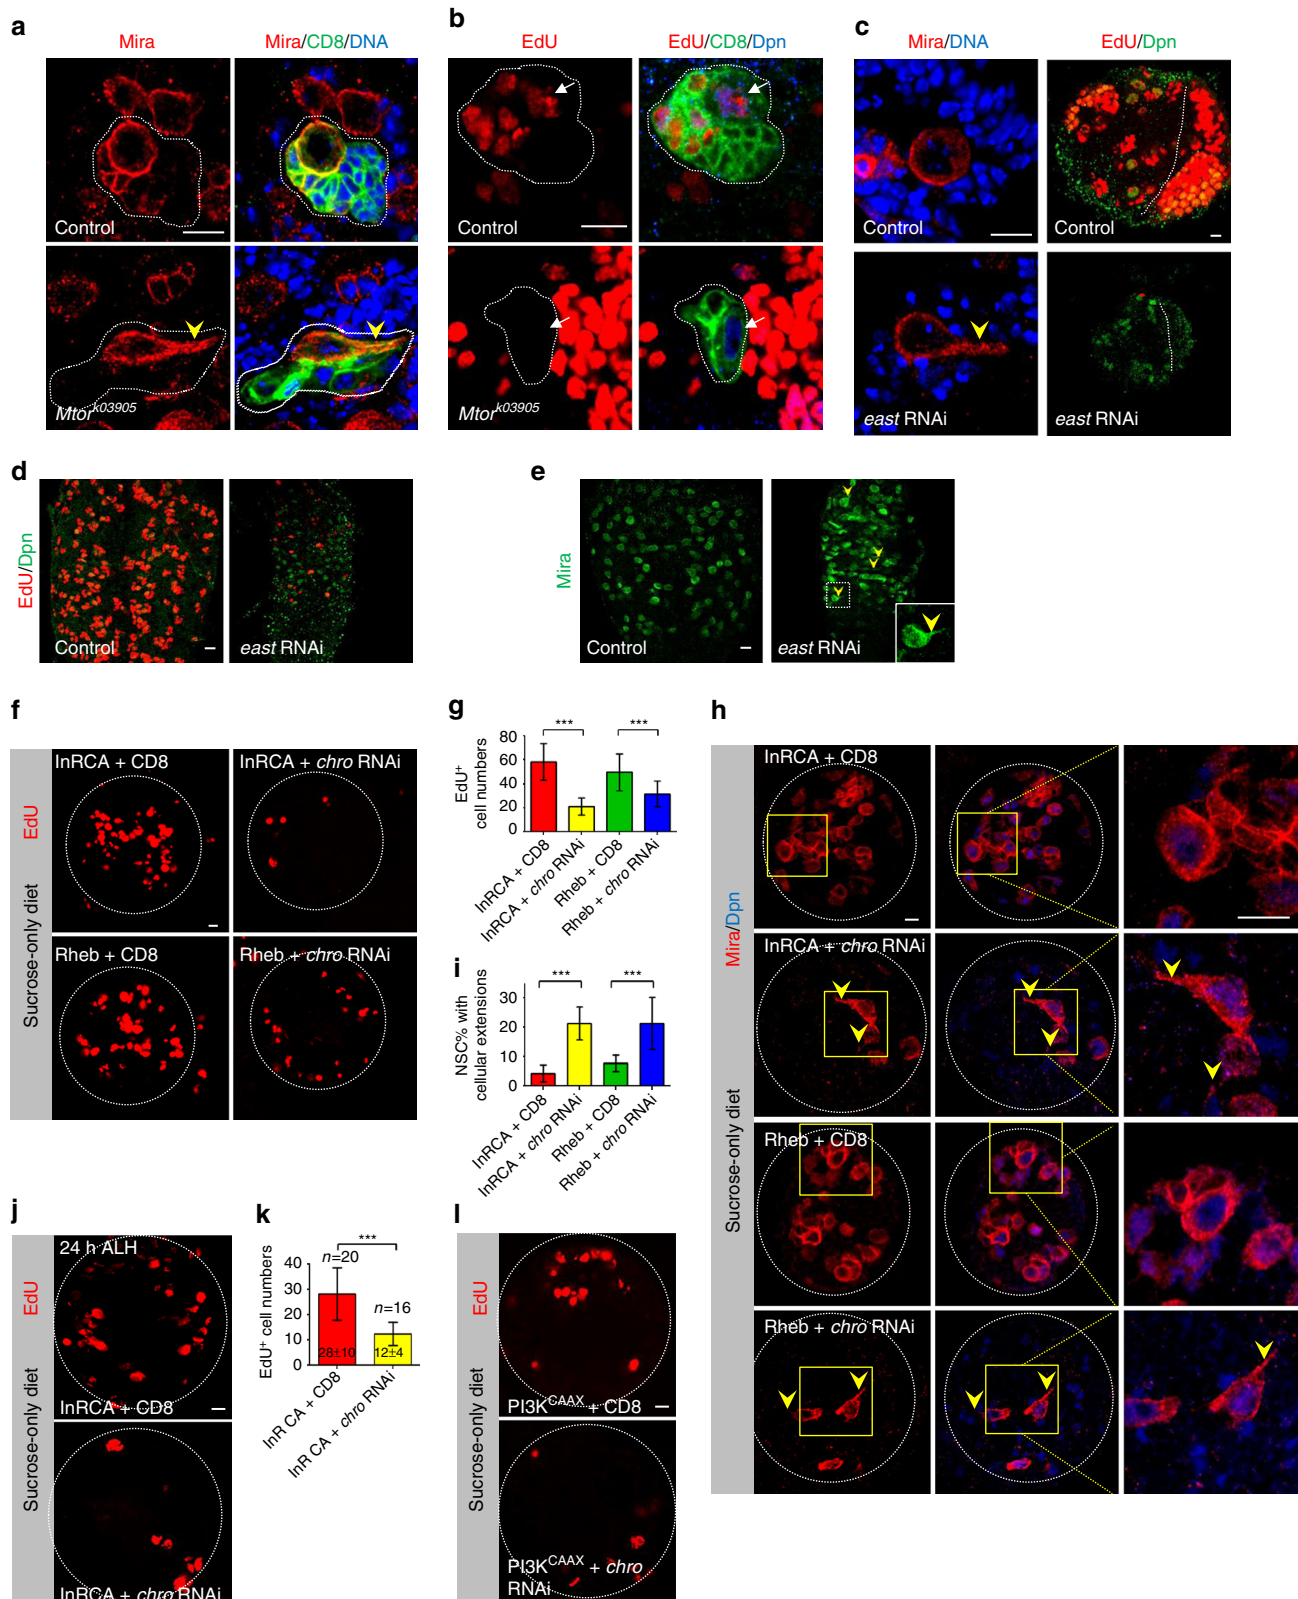 a
Mira
Mira/CD8/DNA
Control
Mtor^k03905
b
EdU
EdU/CD8/Dpn
Control
Mtor^k03905
c
Mira/DNA
EdU/Dpn
Control
Control
east RNAi
east RNAi
d
EdU/Dpn
Control
east RNAi
e
Mira
Control
east RNAi
f
Sucrose-only diet
EdU
InRCA + CD8
InRCA + chro RNAi
Rheb + CD8
Rheb + chro RNAi
g
EdU+
cell numbers
80
60
40
20
0
***
***
InRCA + CD8
InRCA + chro RNAi
Rheb + CD8
Rheb + chro RNAi
h
Sucrose-only diet
Mira/Dpn
InRCA + CD8
InRCA + chro RNAi
Rheb + CD8
Rheb + chro RNAi
i
NSC% with
cellular extensions
30
20
10
0
***
***
InRCA + CD8
InRCA + chro RNAi
Rheb + CD8
Rheb + chro RNAi
j
Sucrose-only diet
EdU
24 h ALH
InRCA + CD8
InRCA + chro RNAi
k
EdU+ cell numbers
40
30
20
10
0
***
n=20
n=16
28±10
12±4
InR CA + CD8
InR CA + chro RNAi
l
Sucrose-only diet
EdU
PI3K^CAAX + CD8
PI3K^CAAX + chro
RNAi